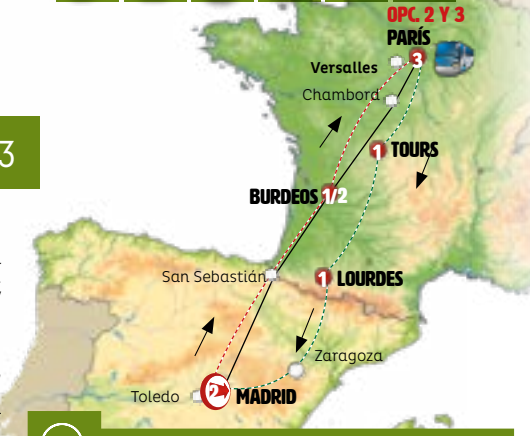 OPC. 2 Y 3
PARÍS
3
Versalles
Chambord
3
1 TOURS
BURDEOS 1/2
San Sebastián
1 LOURDES
Zaragoza
Toledo
2 MADRID